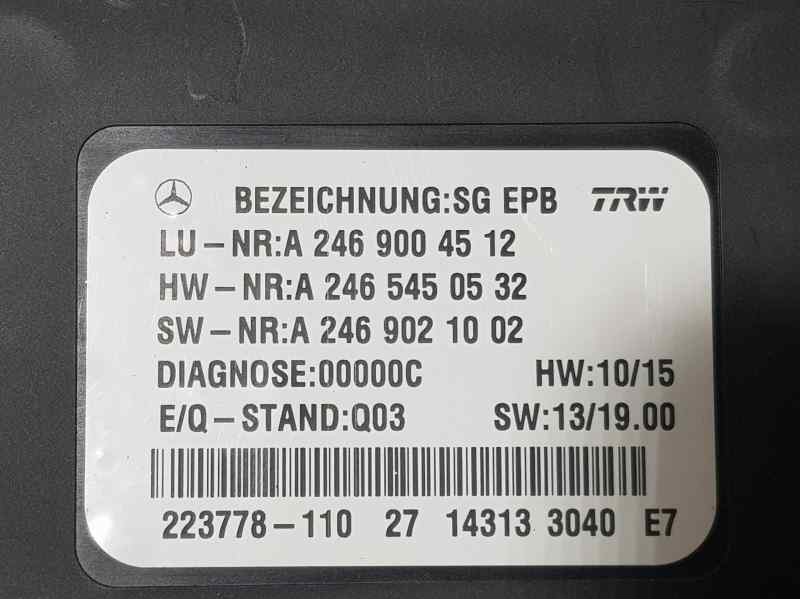 BEZEICHNUNG:SG EPB TRW
LU-NR:A 246 900 45 12
HW-NR:A 246 545 05 32
SW-NR:A 246 902 10 02
DIAGNOSE:00000C HW:10/15
E/Q-STAND:Q03 SW:13/19.00
223778-110 27 14313 3040 E7